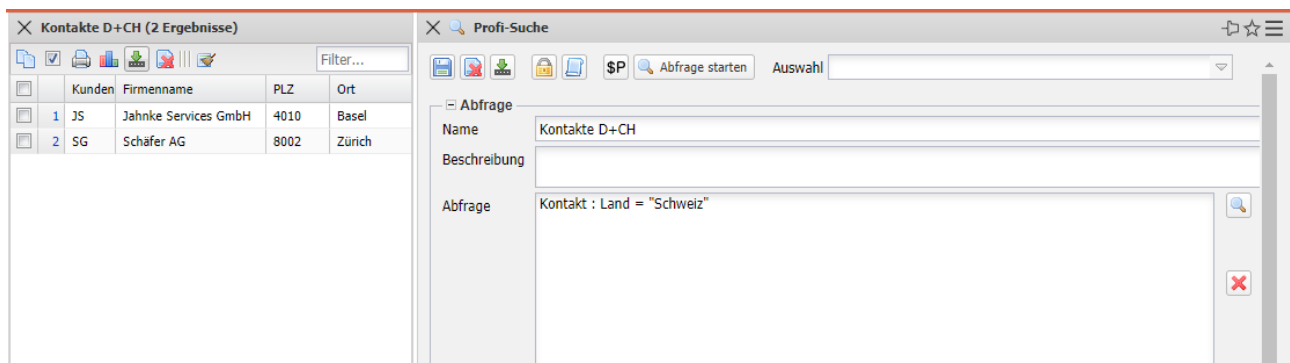 Kontakte D+CH (2 Ergebnisse)
Filter...
Kunden Firmenname PLZ Ort
1 JS Jahnke Services GmbH 4010 Basel
2 SG Schäfer AG 8002 Zürich
Profi-Suche
$P Abfrage starten Auswahl
Abfrage
Name Kontakte D+CH
Beschreibung
Abfrage Kontakt : Land = "Schweiz"